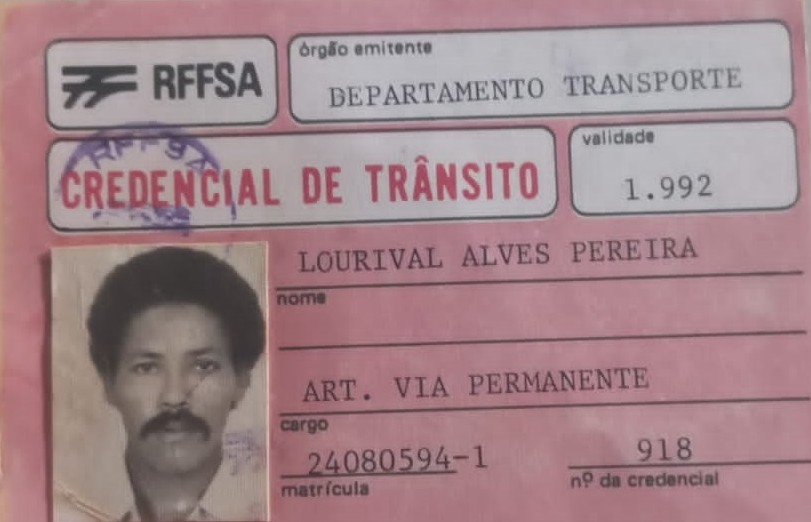 RFFSA
órgão emitente
DEPARTAMENTO TRANSPORTE
RFFSA
CREDENCIAL DE TRÂNSITO
validade
1.992
LOURIVAL ALVES PEREIRA
nome
ART. VIA PERMANENTE
cargo
24080594-1
matrícula
918
nº da credencial